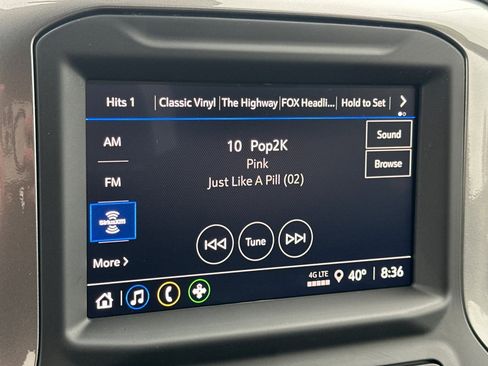 Hits 1 | Classic Vinyl | The Highway | FOX Headli... | Hold to Set
AM
10 Pop2K
Sound
Pink
Browse
FM
Just Like A Pill (02)
SiriusXM
Tune
More >
4G LTE
40° 8:36